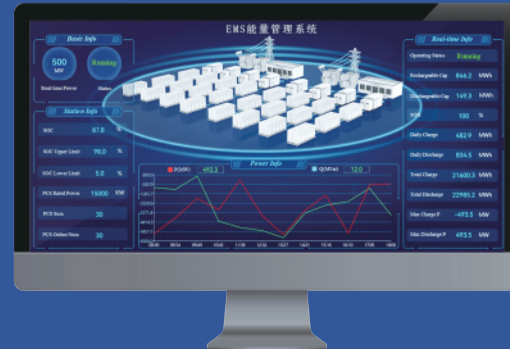 EMS能量管理系统
Basic Info
500
MW
Running
Real-time Power
Status
Station Info
SOC 87.8 %
SOC Upper Limit 98.0 %
SOC Lower Limit 5.0 %
PCS Rated Power 15000 KW
PCS Num 30
PCS Online Num 30
Power Info
P(MW) 492.3
Q(MVar) 12.0
Real-time Info
Operating Status Running
Rechargeable Cap 846.2 MWh
Dischargeable Cap 149.3 MWh
SOH 100 %
Daily Charge 482.9 MWh
Daily Discharge 834.5 MWh
Total Charge 21600.3 MWh
Total Discharge 22985.2 MWh
Max Charge P -493.5 MW
Max Discharge P 493.5 MW